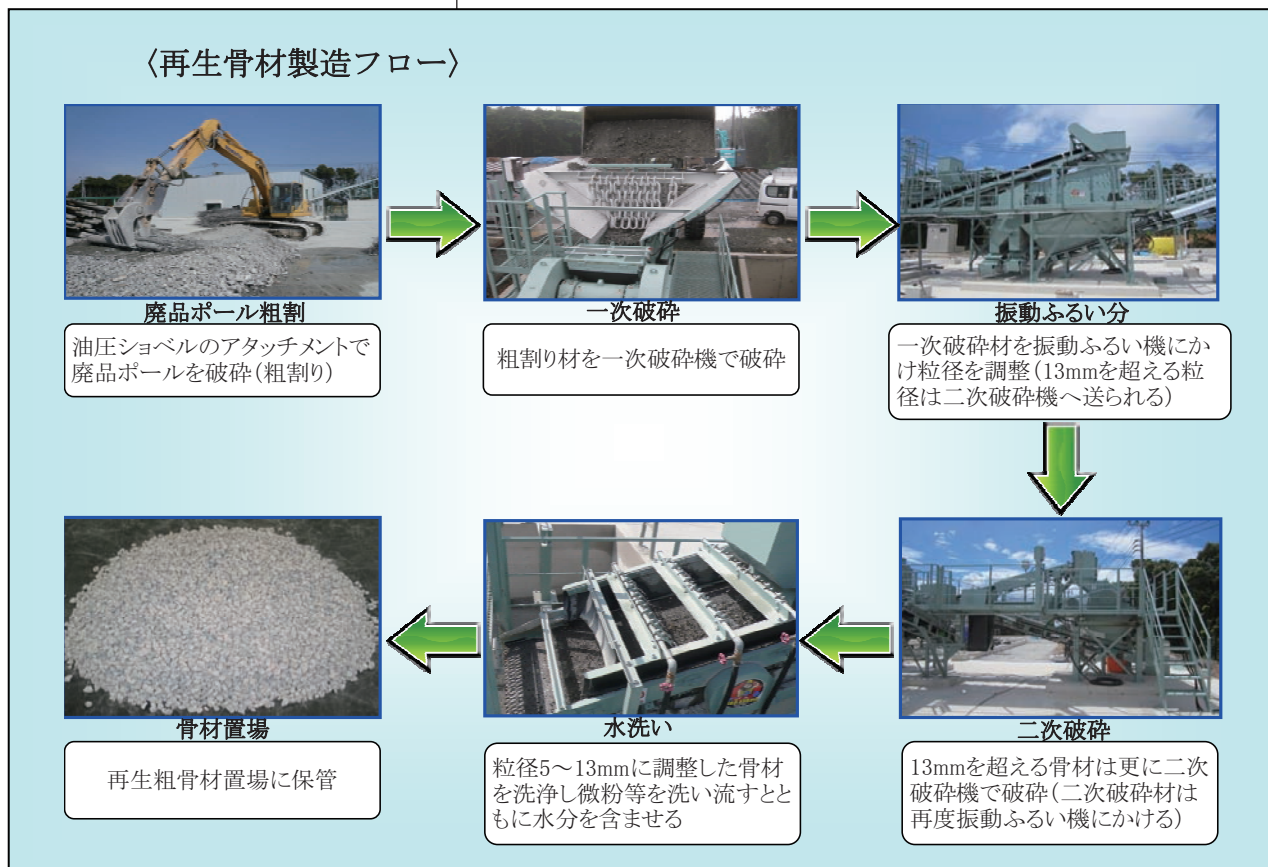 〈再生骨材製造フロー〉
廃品ポール粗割
油圧ショベルのアタッチメントで
廃品ポールを破砕(粗割り)
一次破砕
粗割り材を一次破砕機で破砕
振動ふるい分
一次破砕材を振動ふるい機にか
け粒径を調整(13mmを超える粒
径は二次破砕機へ送られる)
二次破砕
13mmを超える骨材は更に二次
破砕機で破砕(二次破砕材は
再度振動ふるい機にかける)
水洗い
粒径5～13mmに調整した骨材
を洗浄し微粉等を洗い流すとと
もに水分を含ませる
骨材置場
再生粗骨材置場に保管